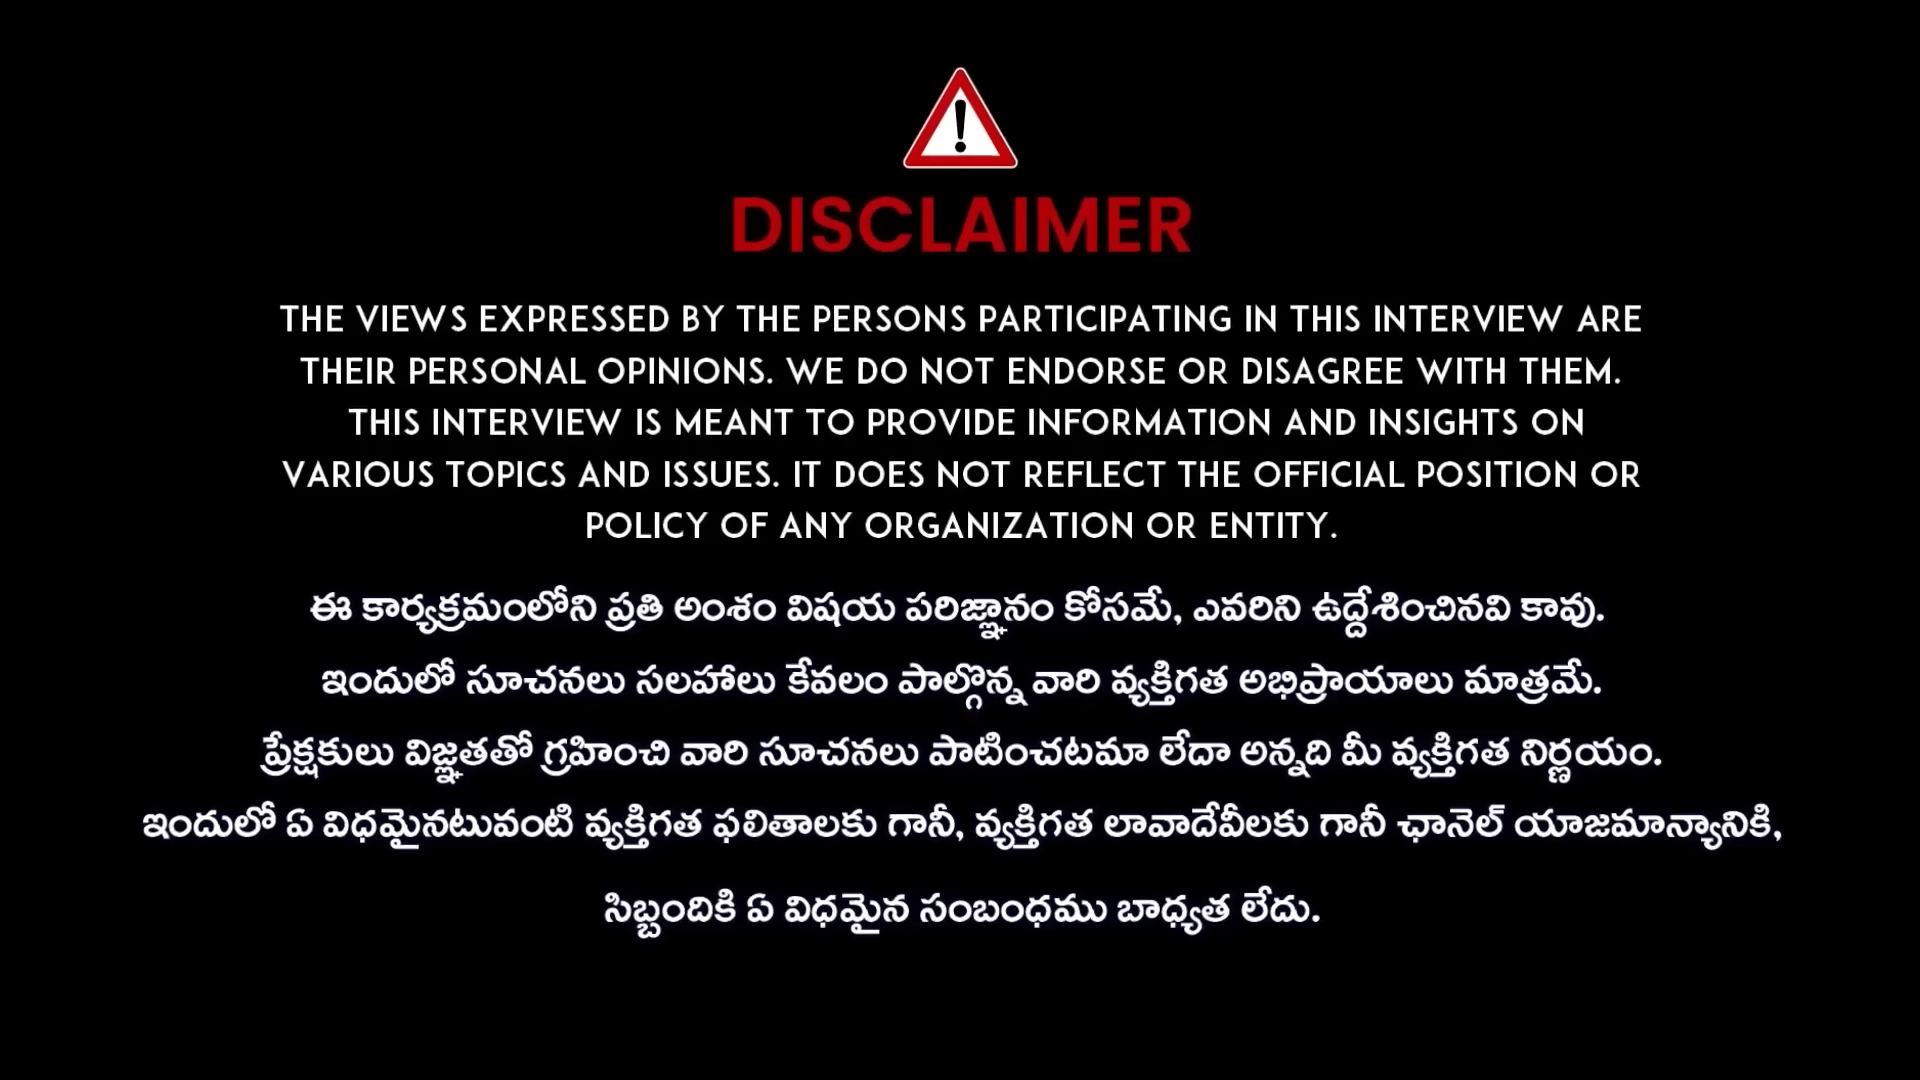 DISCLAIMER
THE VIEWS EXPRESSED BY THE PERSONS PARTICIPATING IN THIS INTERVIEW ARE
THEIR PERSONAL OPINIONS. WE DO NOT ENDORSE OR DISAGREE WITH THEM.
THIS INTERVIEW IS MEANT TO PROVIDE INFORMATION AND INSIGHTS ON
VARIOUS TOPICS AND ISSUES. IT DOES NOT REFLECT THE OFFICIAL POSITION OR
POLICY OF ANY ORGANIZATION OR ENTITY.
ఈ కార్యక్రమంలోని ప్రతి అంశం విషయ పరిజ్ఞానం కోసమే, ఎవరిని ఉద్దేశించినవి కావు.
ఇందులో సూచనలు సలహాలు కేవలం పాల్గొన్న వారి వ్యక్తిగత అభిప్రాయాలు మాత్రమే.
ప్రేక్షకులు విజ్ఞతతో గ్రహించి వారి సూచనలు పాటించటమా లేదా అన్నది మీ వ్యక్తిగత నిర్ణయం.
ఇందులో ఏ విధమైనటువంటి వ్యక్తిగత ఫలితాలకు గానీ, వ్యక్తిగత లావాదేవీలకు గానీ ఛానెల్ యాజమాన్యానికి,
సిబ్బందికి ఏ విధమైన సంబంధము బాధ్యత లేదు.